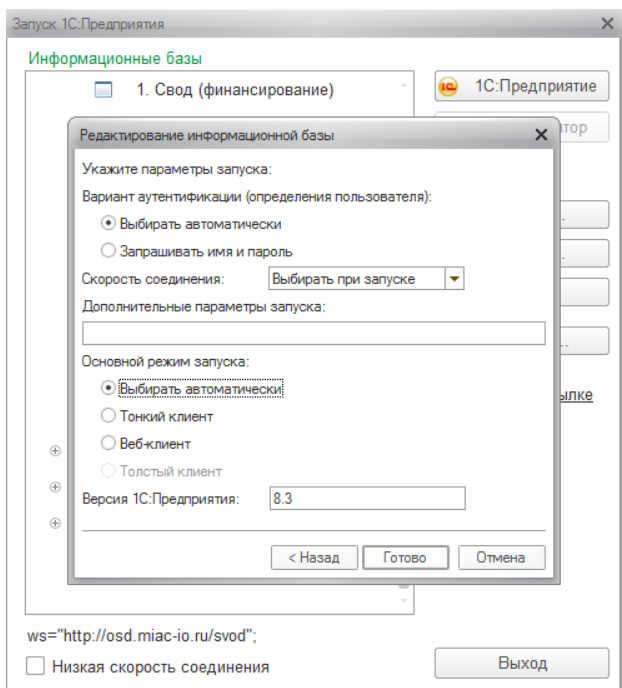 Запуск 1С:Предприятия
Информационные базы
1. Свод (финансирование)
1С:Предприятие
Редактирование информационной базы
Укажите параметры запуска:
Вариант аутентификации (определения пользователя):
Выбирать автоматически
Запрашивать имя и пароль
Скорость соединения: Выбирать при запуске
Дополнительные параметры запуска:
Основной режим запуска:
Выбирать автоматически
Тонкий клиент
Веб-клиент
Толстый клиент
Версия 1С:Предприятия: 8.3
< Назад Готово Отмена
ws="http://osd.miac-io.ru/svod";
Низкая скорость соединения
Выход